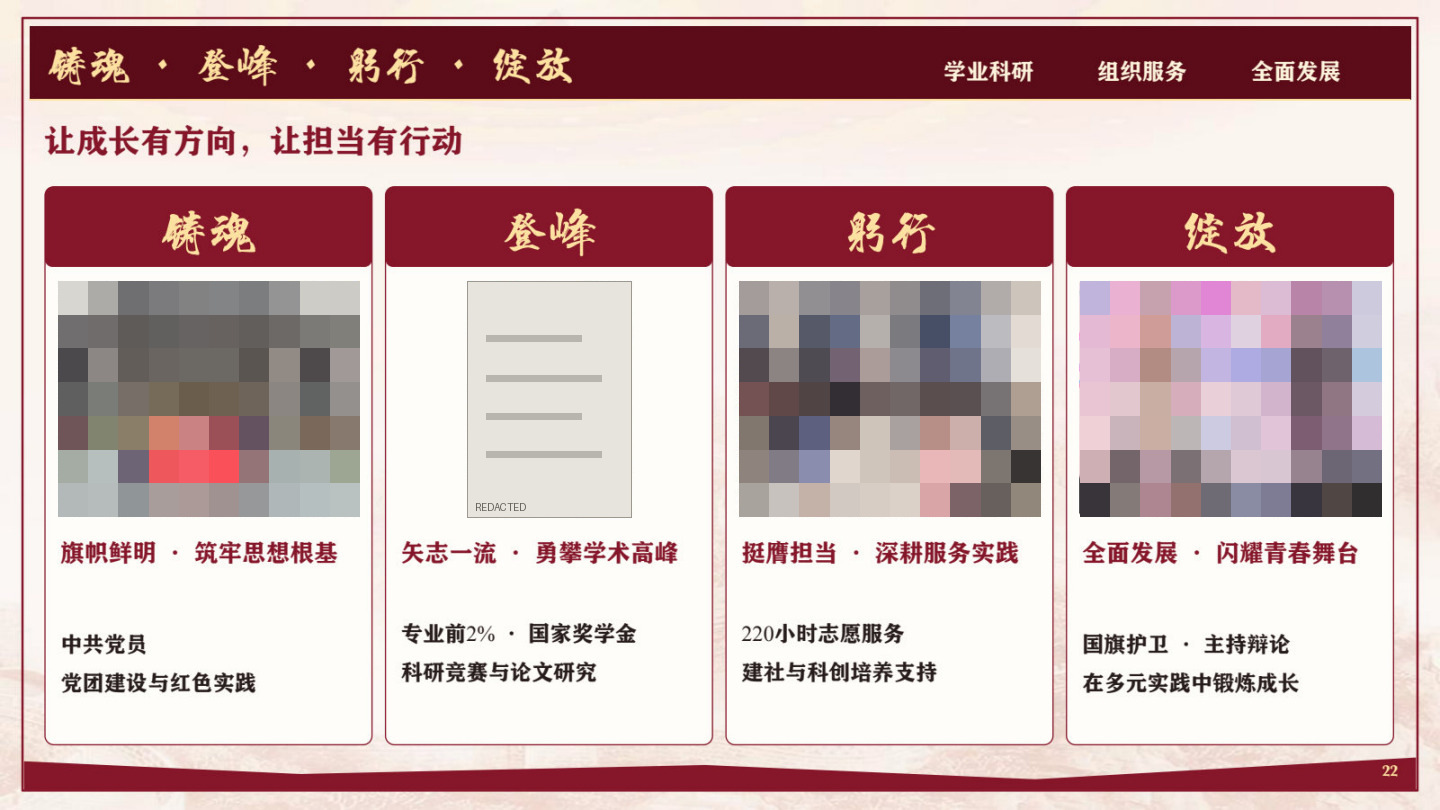 铸魂 · 登峰 · 躬行 · 绽放
学业科研 组织服务 全面发展
让成长有方向，让担当有行动
铸魂
旗帜鲜明 · 筑牢思想根基
中共党员
党团建设与红色实践
登峰
REDACTED
矢志一流 · 勇攀学术高峰
专业前2% · 国家奖学金
科研竞赛与论文研究
躬行
挺膺担当 · 深耕服务实践
220小时志愿服务
建社与科创培养支持
绽放
全面发展 · 闪耀青春舞台
国旗护卫 · 主持辩论
在多元实践中锻炼成长
22